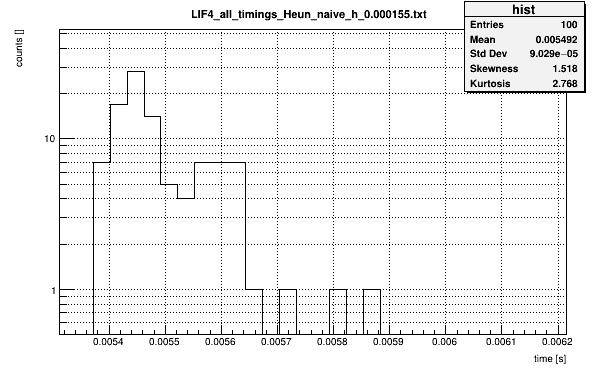 LIF4_all_timings_Heun_naive_h_0.000155.txt
hist
Entries 100
Mean 0.005492
Std Dev 9.029e−05
Skewness 1.518
Kurtosis 2.768
counts []
10
1
0.0054 0.0055 0.0056 0.0057 0.0058 0.0059 0.006 0.0061 0.0062
time [s]